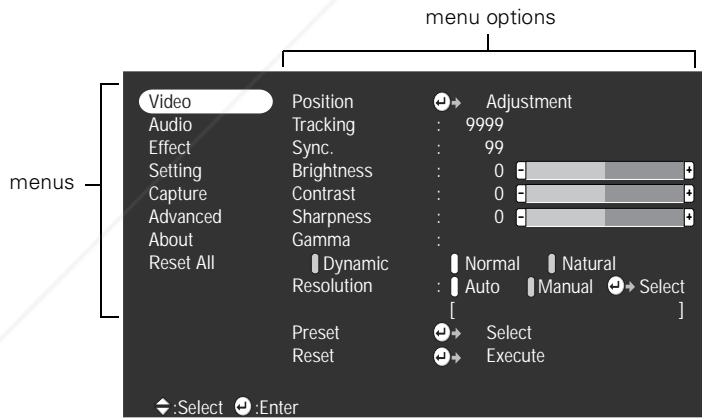 menu options
menus
Video Position Adjustment
Audio Tracking : 9999
Effect Sync. : 99
Setting Brightness : 0 - +
Capture Contrast : 0 - +
Advanced Sharpness : 0 - +
About Gamma :
Reset All Dynamic Normal Natural
Resolution : Auto Manual Select
[ ]
Preset Select
Reset Execute
:Select :Enter